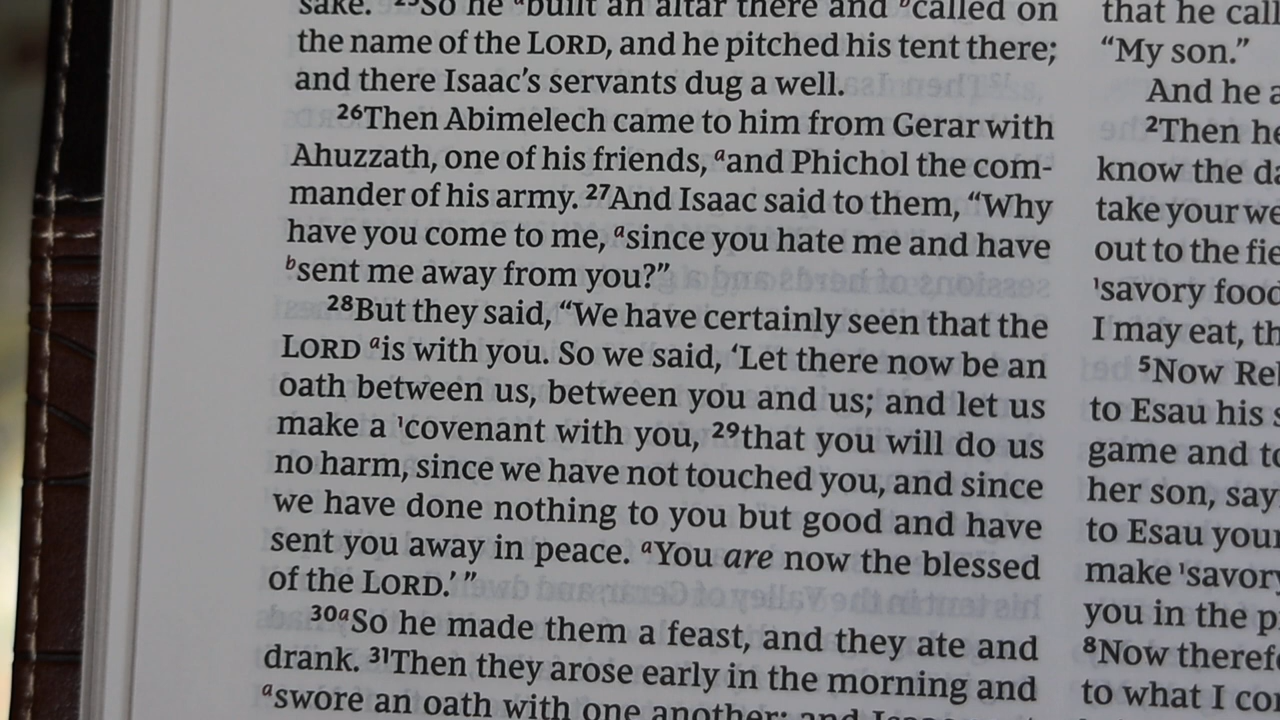 sake. 25So he abuilt an altar there and bcalled on
the name of the LORD, and he pitched his tent there;
and there Isaac's servants dug a well.
26Then Abimelech came to him from Gerar with
Ahuzzath, one of his friends, aand Phichol the com-
mander of his army. 27And Isaac said to them, “Why
have you come to me, asince you hate me and have
bsent me away from you?”
28But they said, “We have certainly seen that the
LORD ais with you. So we said, ‘Let there now be an
oath between us, between you and us; and let us
make a 1covenant with you, 29that you will do us
no harm, since we have not touched you, and since
we have done nothing to you but good and have
sent you away in peace. aYou are now the blessed
of the LORD.’ ”
30aSo he made them a feast, and they ate and
drank. 31Then they arose early in the morning and
aswore an oath with one another; and Isaac
that he call
“My son.”
And he a
2Then he
know the da
take your we
out to the fie
1savory food
I may eat, th
5Now Reb
to Esau his s
game and to
her son, say
to Esau your
make 1savory
you in the p
8Now therefo
to what I co